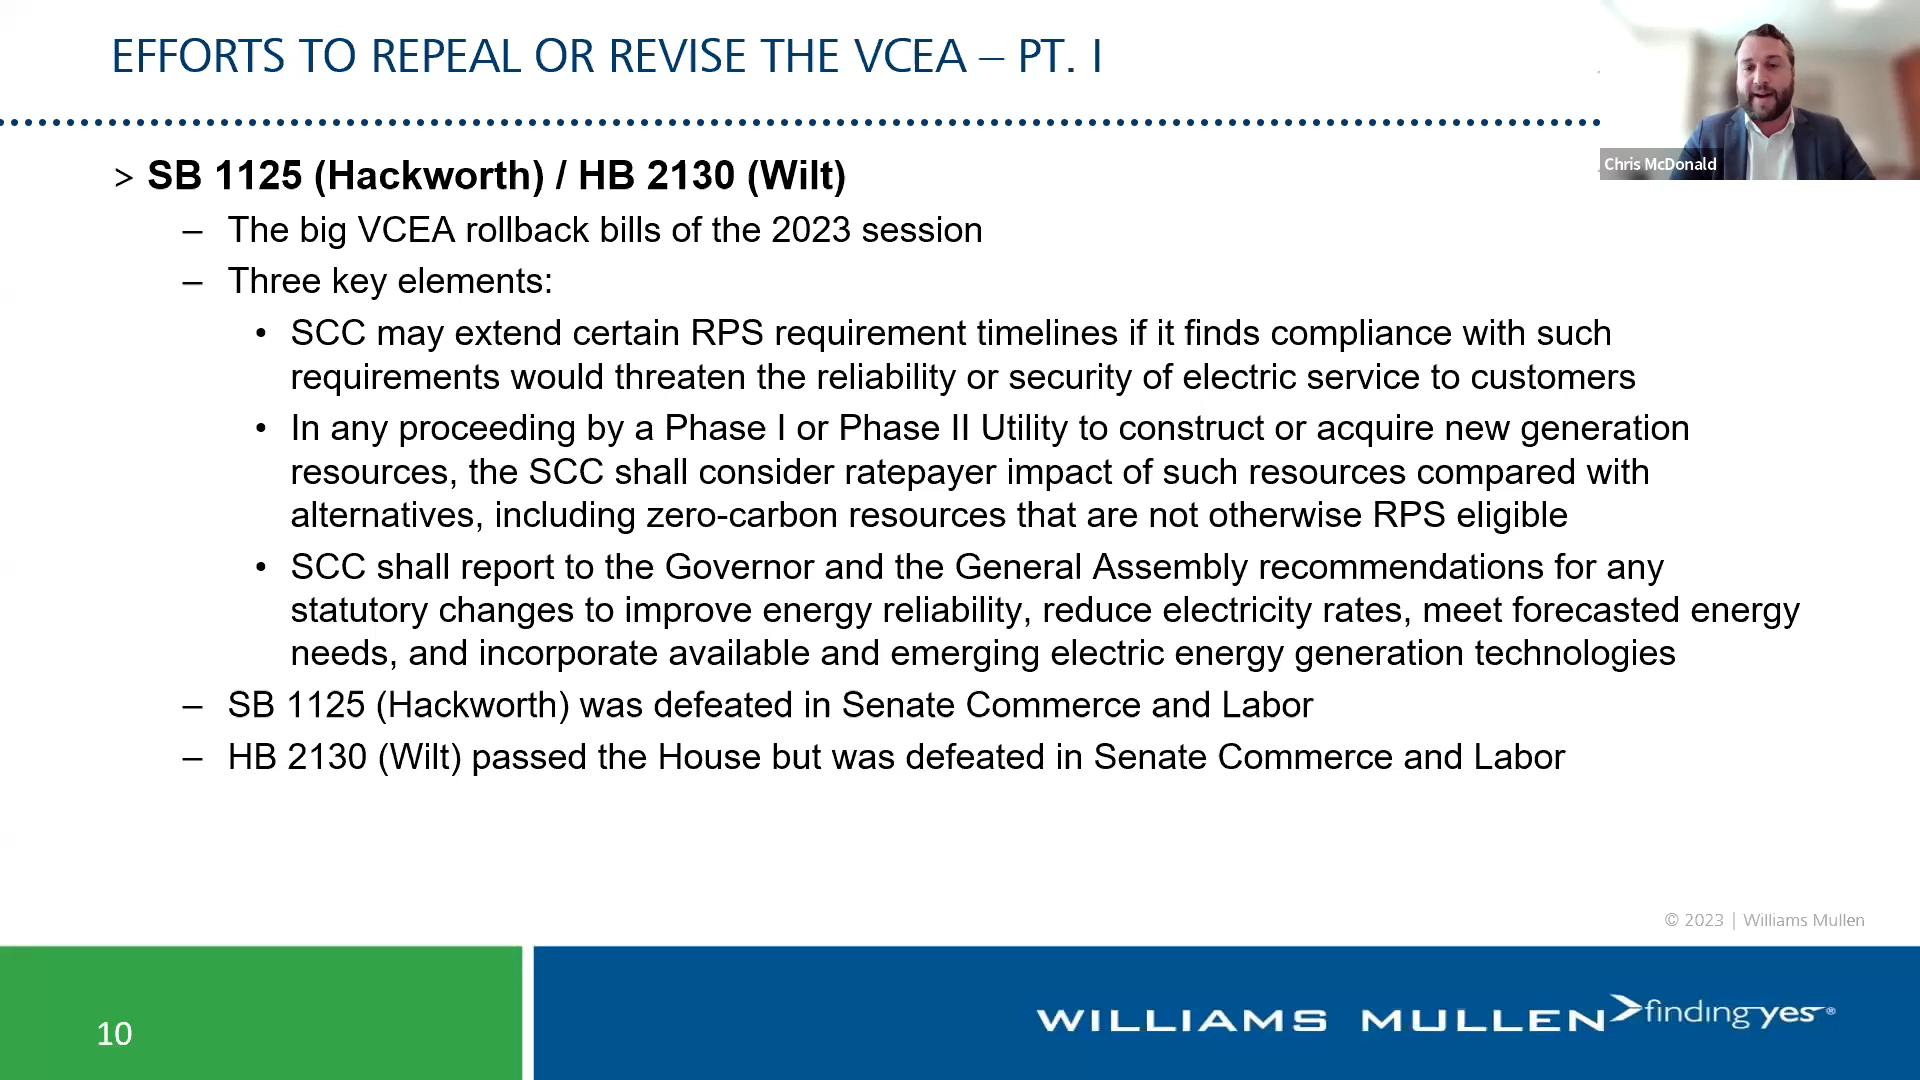 EFFORTS TO REPEAL OR REVISE THE VCEA – PT. I
Chris McDonald
> SB 1125 (Hackworth) / HB 2130 (Wilt)
– The big VCEA rollback bills of the 2023 session
– Three key elements:
• SCC may extend certain RPS requirement timelines if it finds compliance with such
requirements would threaten the reliability or security of electric service to customers
• In any proceeding by a Phase I or Phase II Utility to construct or acquire new generation
resources, the SCC shall consider ratepayer impact of such resources compared with
alternatives, including zero-carbon resources that are not otherwise RPS eligible
• SCC shall report to the Governor and the General Assembly recommendations for any
statutory changes to improve energy reliability, reduce electricity rates, meet forecasted energy
needs, and incorporate available and emerging electric energy generation technologies
– SB 1125 (Hackworth) was defeated in Senate Commerce and Labor
– HB 2130 (Wilt) passed the House but was defeated in Senate Commerce and Labor
© 2023 | Williams Mullen
10
WILLIAMS MULLEN finding yes®